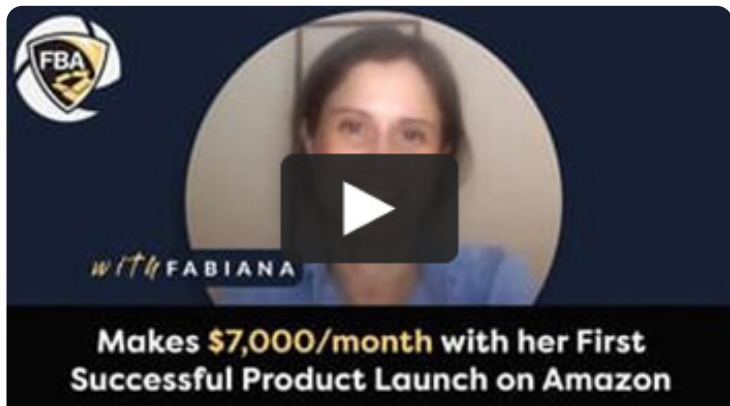 FBA
with FABIANA
Makes $7,000/month with her First
Successful Product Launch on Amazon